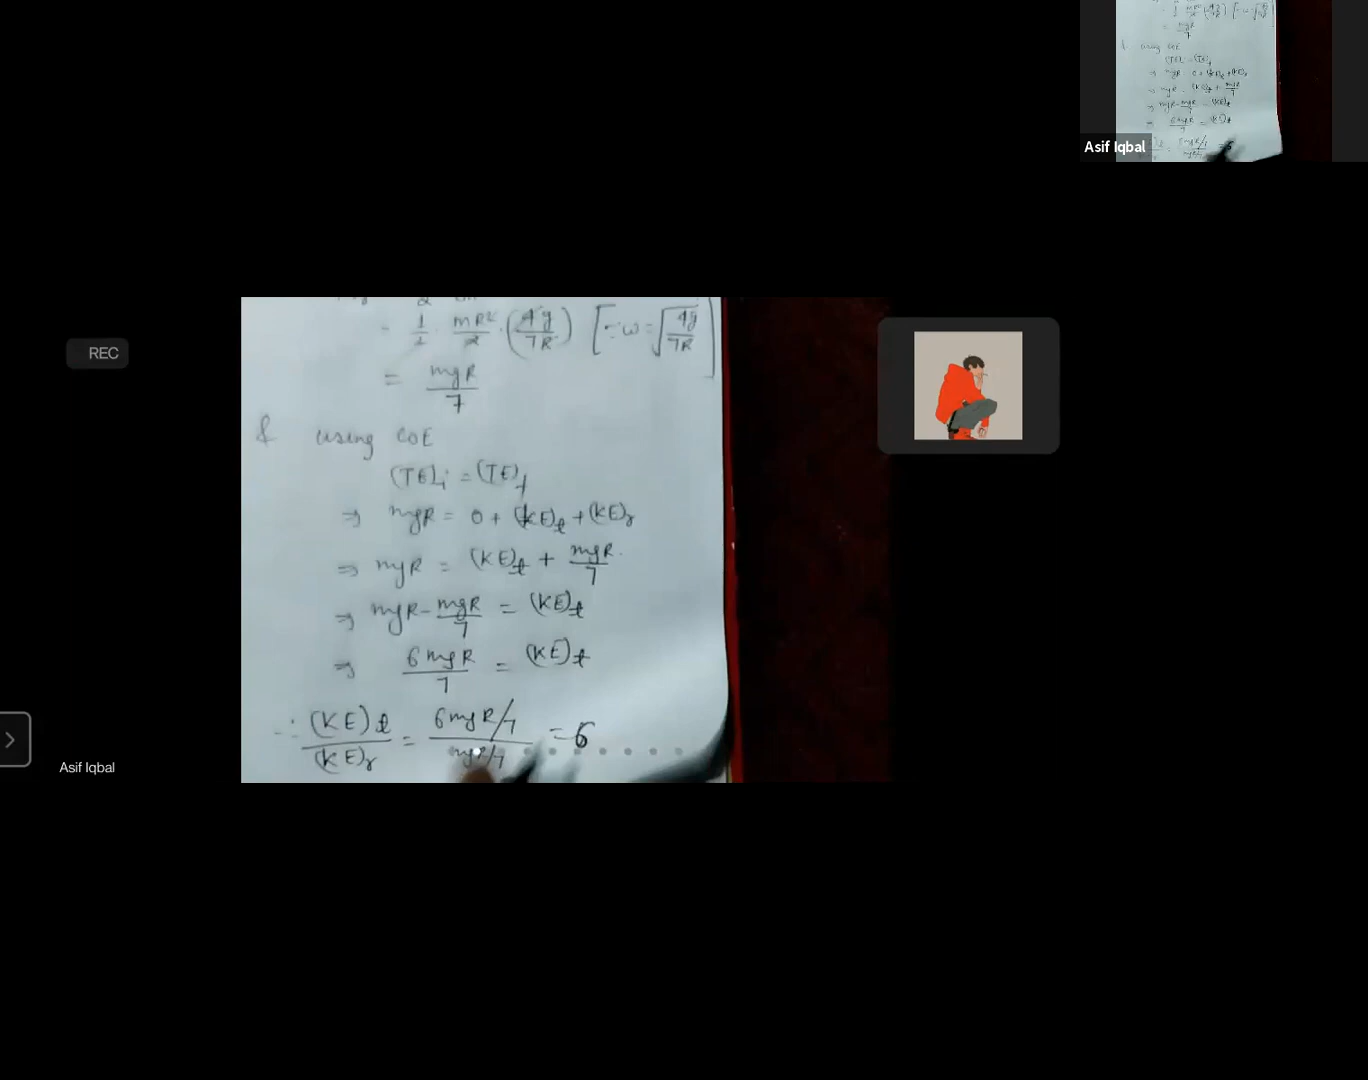 = 1/2 · mR²/2 · (4g/7R) [∵ ω = √(4g/7R)]
= mgR/7
& using COE
(TE)i = (TE)f
⇒ mgR = 0 + (KE)t + (KE)r
⇒ mgR = (KE)t + mgR/7
⇒ mgR - mgR/7 = (KE)t
⇒ 6mgR/7 = (KE)t
∴ (KE)t/(KE)r = 6mgR/7 / mgR/7 = 6
REC
Asif Iqbal
Asif Iqbal